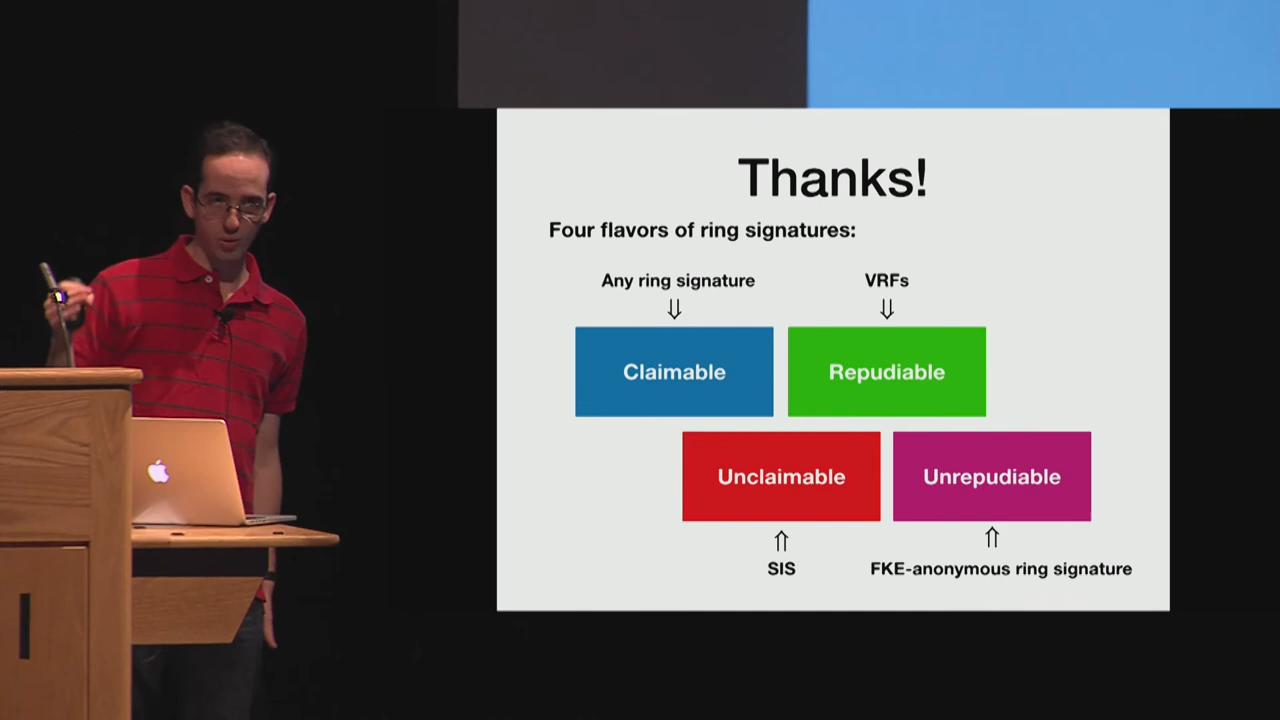 Thanks!
Four flavors of ring signatures:
Any ring signature
VRFs
⇓
⇓
Claimable
Repudiable
Unclaimable
Unrepudiable
⇑
⇑
SIS
FKE-anonymous ring signature